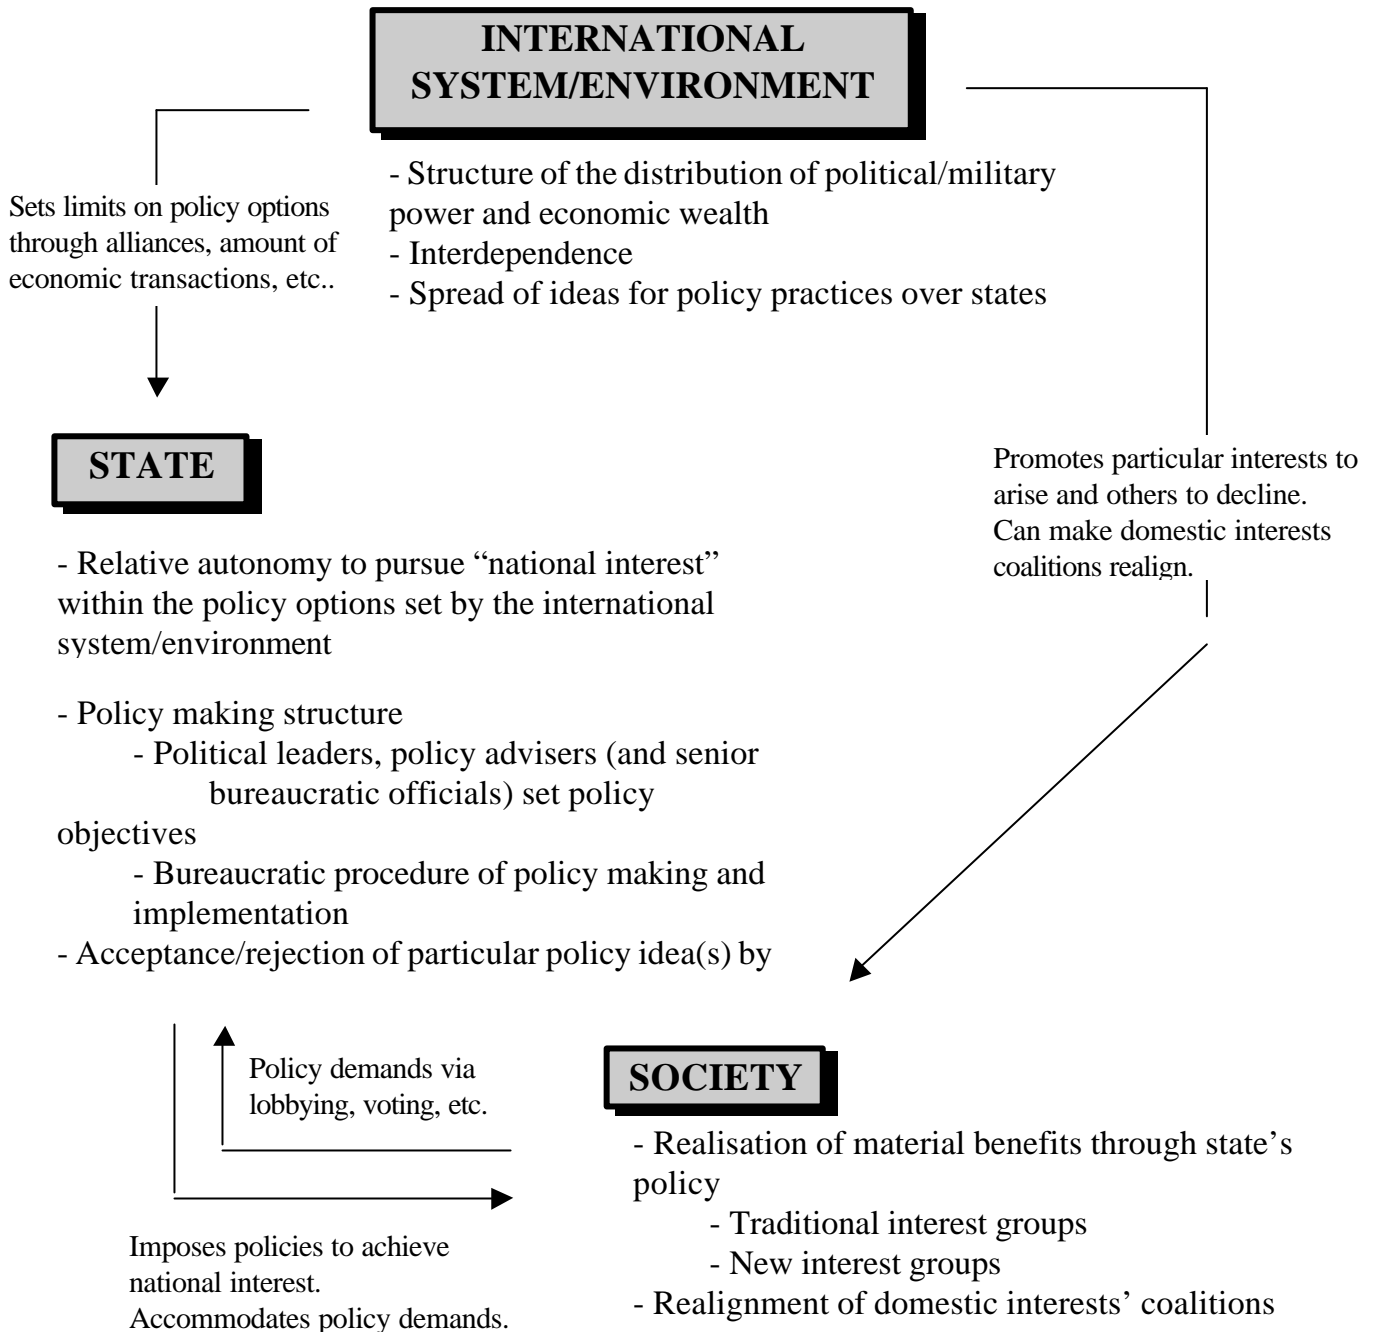 INTERNATIONAL
SYSTEM/ENVIRONMENT
- Structure of the distribution of political/military
power and economic wealth
- Interdependence
- Spread of ideas for policy practices over states
Sets limits on policy options
through alliances, amount of
economic transactions, etc..
STATE
- Relative autonomy to pursue “national interest”
within the policy options set by the international
system/environment
- Policy making structure
- Political leaders, policy advisers (and senior
bureaucratic officials) set policy
objectives
- Bureaucratic procedure of policy making and
implementation
- Acceptance/rejection of particular policy idea(s) by
Promotes particular interests to
arise and others to decline.
Can make domestic interests
coalitions realign.
Policy demands via
lobbying, voting, etc.
Imposes policies to achieve
national interest.
Accommodates policy demands.
SOCIETY
- Realisation of material benefits through state’s
policy
- Traditional interest groups
- New interest groups
- Realignment of domestic interests’ coalitions